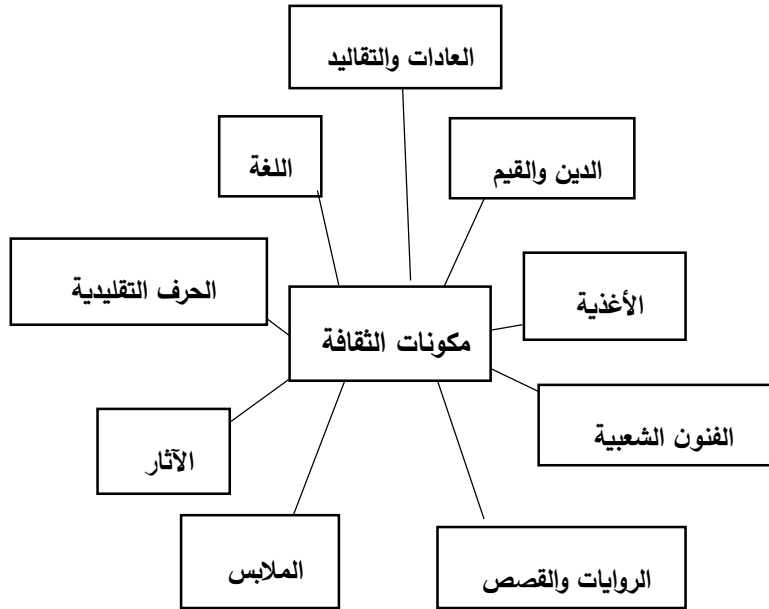 العادات والتقاليد
الدين والقيم
اللغة
الأغذية
الحرف التقليدية
مكونات الثقافة
الفنون الشعبية
الآثار
الروايات والقصص
الملابس